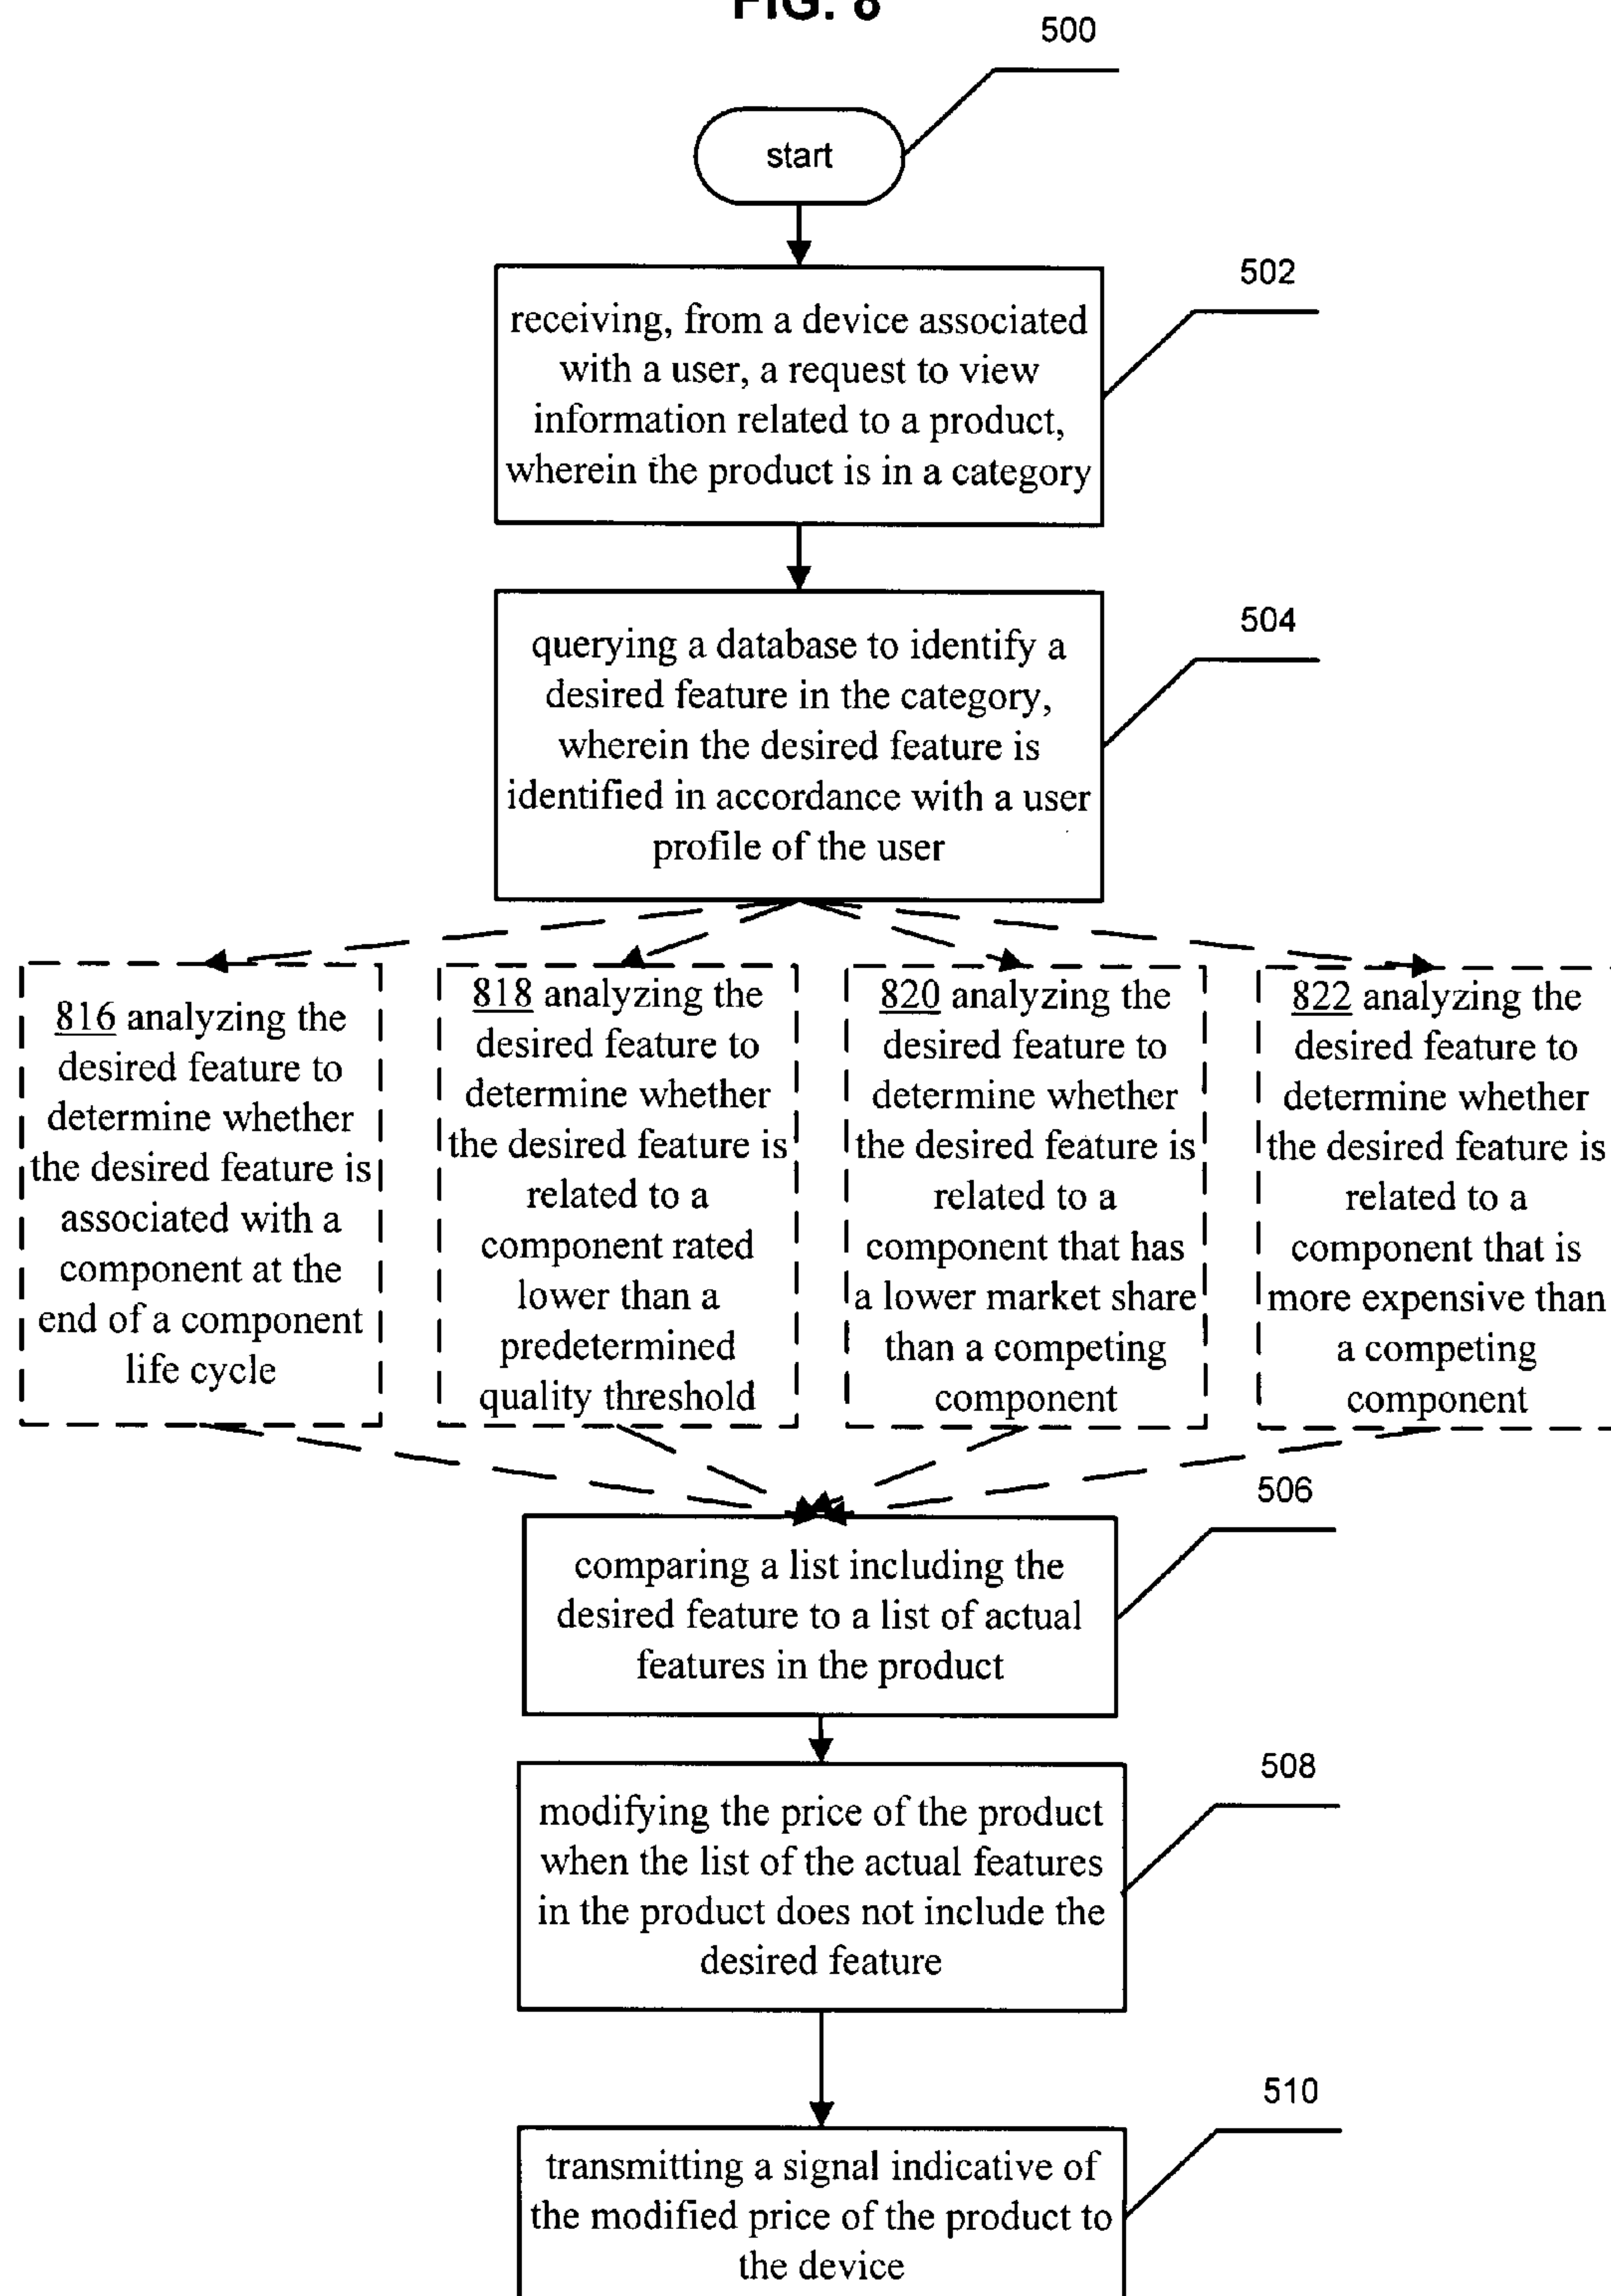 FIG. 8
500
start
502
receiving, from a device associated
with a user, a request to view
information related to a product,
wherein the product is in a category
504
querying a database to identify a
desired feature in the category,
wherein the desired feature is
identified in accordance with a user
profile of the user
816 analyzing the
desired feature to
determine whether
the desired feature is
associated with a
component at the
end of a component
life cycle
818 analyzing the
desired feature to
determine whether
the desired feature is
related to a
component rated
lower than a
predetermined
quality threshold
820 analyzing the
desired feature to
determine whether
the desired feature is
related to a
component that has
a lower market share
than a competing
component
822 analyzing the
desired feature to
determine whether
the desired feature is
related to a
component that is
more expensive than
a competing
component
506
comparing a list including the
desired feature to a list of actual
features in the product
508
modifying the price of the product
when the list of the actual features
in the product does not include the
desired feature
510
transmitting a signal indicative of
the modified price of the product to
the device